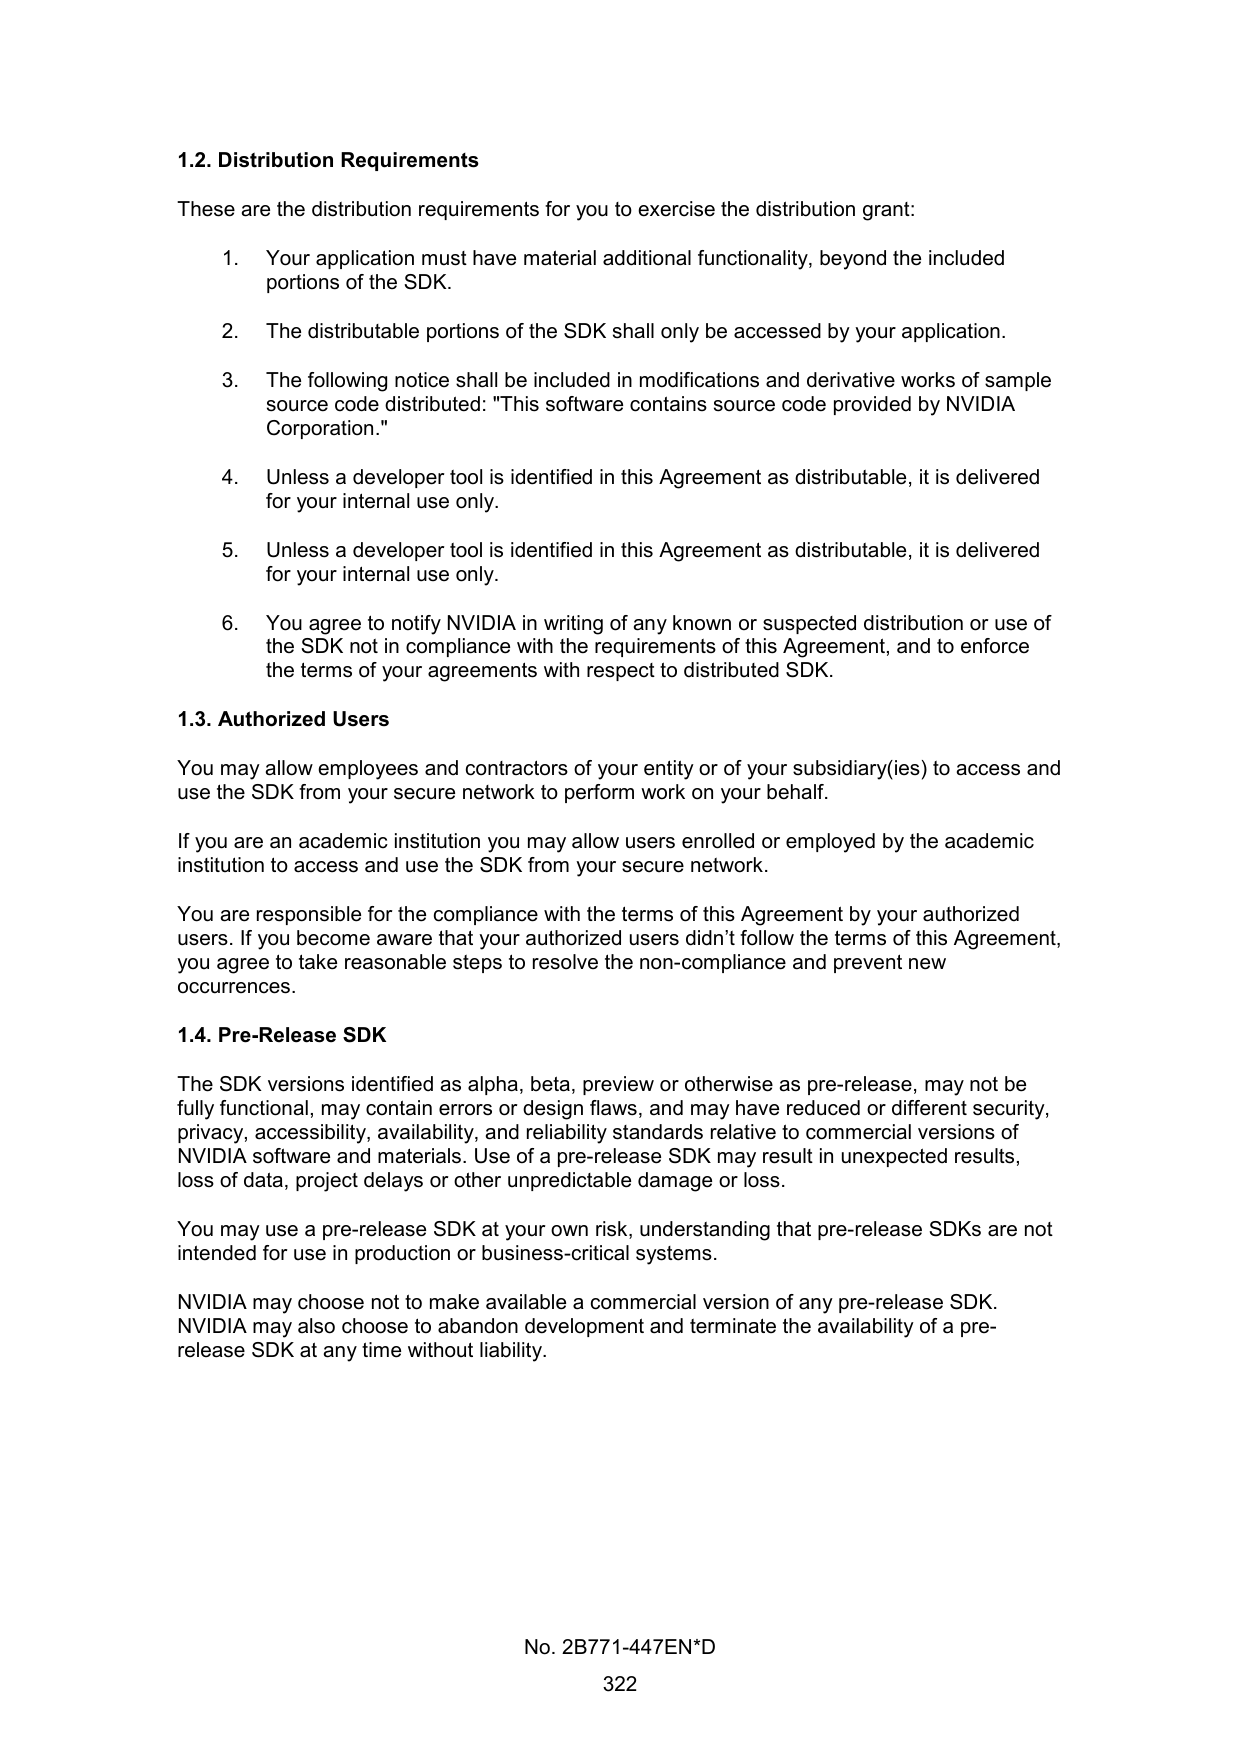 1.2. Distribution Requirements
These are the distribution requirements for you to exercise the distribution grant:
1. Your application must have material additional functionality, beyond the included
portions of the SDK.
2. The distributable portions of the SDK shall only be accessed by your application.
3. The following notice shall be included in modifications and derivative works of sample
source code distributed: "This software contains source code provided by NVIDIA
Corporation."
4. Unless a developer tool is identified in this Agreement as distributable, it is delivered
for your internal use only.
5. Unless a developer tool is identified in this Agreement as distributable, it is delivered
for your internal use only.
6. You agree to notify NVIDIA in writing of any known or suspected distribution or use of
the SDK not in compliance with the requirements of this Agreement, and to enforce
the terms of your agreements with respect to distributed SDK.
1.3. Authorized Users
You may allow employees and contractors of your entity or of your subsidiary(ies) to access and
use the SDK from your secure network to perform work on your behalf.
If you are an academic institution you may allow users enrolled or employed by the academic
institution to access and use the SDK from your secure network.
You are responsible for the compliance with the terms of this Agreement by your authorized
users. If you become aware that your authorized users didn’t follow the terms of this Agreement,
you agree to take reasonable steps to resolve the non-compliance and prevent new
occurrences.
1.4. Pre-Release SDK
The SDK versions identified as alpha, beta, preview or otherwise as pre-release, may not be
fully functional, may contain errors or design flaws, and may have reduced or different security,
privacy, accessibility, availability, and reliability standards relative to commercial versions of
NVIDIA software and materials. Use of a pre-release SDK may result in unexpected results,
loss of data, project delays or other unpredictable damage or loss.
You may use a pre-release SDK at your own risk, understanding that pre-release SDKs are not
intended for use in production or business-critical systems.
NVIDIA may choose not to make available a commercial version of any pre-release SDK.
NVIDIA may also choose to abandon development and terminate the availability of a pre-
release SDK at any time without liability.
No. 2B771-447EN*D
322